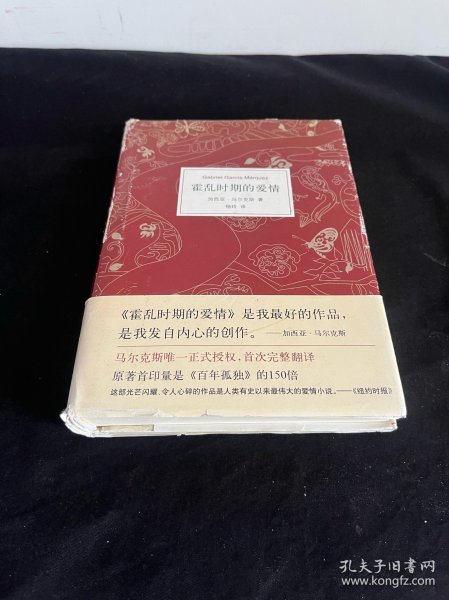 Gabriel García Márquez
霍乱时期的爱情
加西亚·马尔克斯 著
杨玲 译
《霍乱时期的爱情》是我最好的作品,
是我发自内心的创作。——加西亚·马尔克斯
马尔克斯唯一正式授权,首次完整翻译
原著首印量是《百年孤独》的150倍
这部光芒闪耀、令人心碎的作品是人类有史以来最伟大的爱情小说。——《纽约时报》
孔夫子旧书网
www.kongfz.com